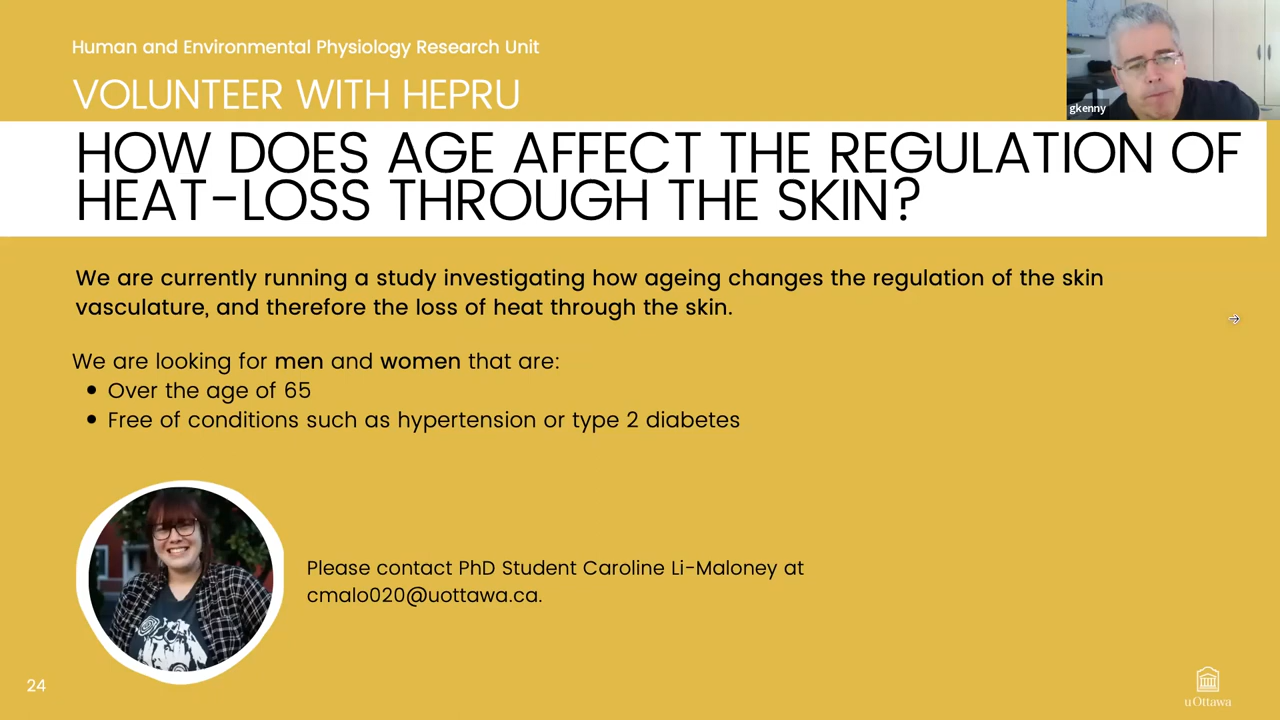 Human and Environmental Physiology Research Unit
VOLUNTEER WITH HEPRU
gkenny
HOW DOES AGE AFFECT THE REGULATION OF
HEAT-LOSS THROUGH THE SKIN?
We are currently running a study investigating how ageing changes the regulation of the skin
vasculature, and therefore the loss of heat through the skin.
We are looking for men and women that are:
• Over the age of 65
• Free of conditions such as hypertension or type 2 diabetes
Please contact PhD Student Caroline Li-Maloney at
cmalo020@uottawa.ca.
24
uOttawa